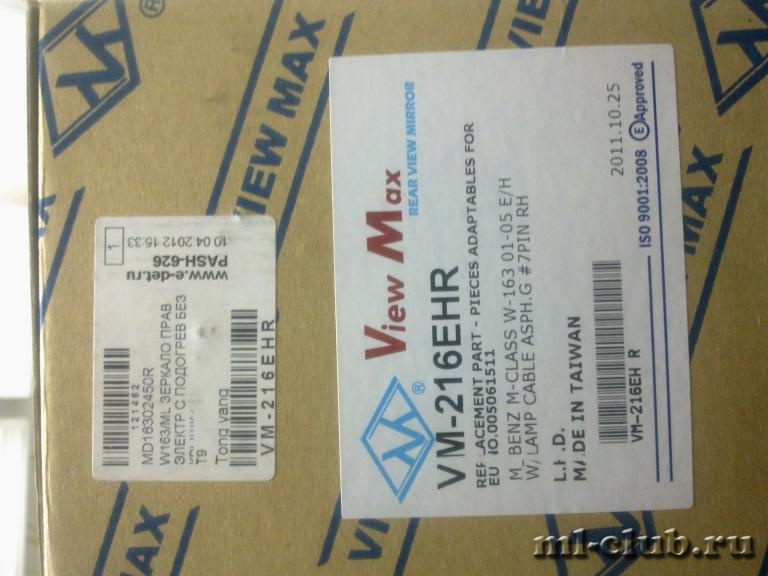 VIEW MAX
VIEW MAX
VIEW MAX
View Max
REAR VIEW MIRROR
®
VM-216EHR
REPLACEMENT PART - PIECES ADAPTABLES FOR
EU NO.005061511
M. BENZ M-CLASS W-163 01-05 E/H
W/LAMP CABLE ASPH.G #7PIN RH
L.H.D.
MADE IN TAIWAN
2011.10.25
VM-216EH R
ISO 9001:2008 E Approved
121462
MD16302450R
W163/ML ЗЕРКАЛО ПРАВ
ЭЛЕКТР С ПОДОГРЕВ БЕЗ
T9
Tong yang
VM-216EHR
www.e-det.ru
PASH-626
10.04.2012 15:33
1
ml-club.ru